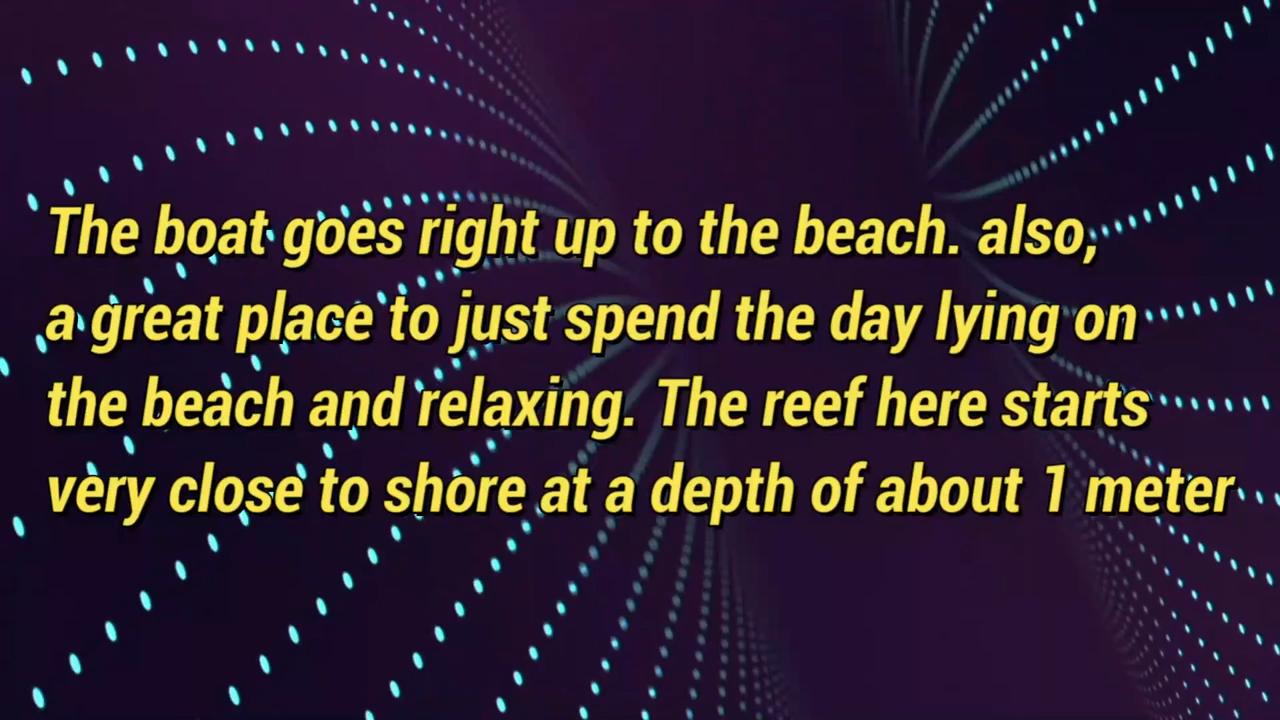 The boat goes right up to the beach. also,
a great place to just spend the day lying on
the beach and relaxing. The reef here starts
very close to shore at a depth of about 1 meter